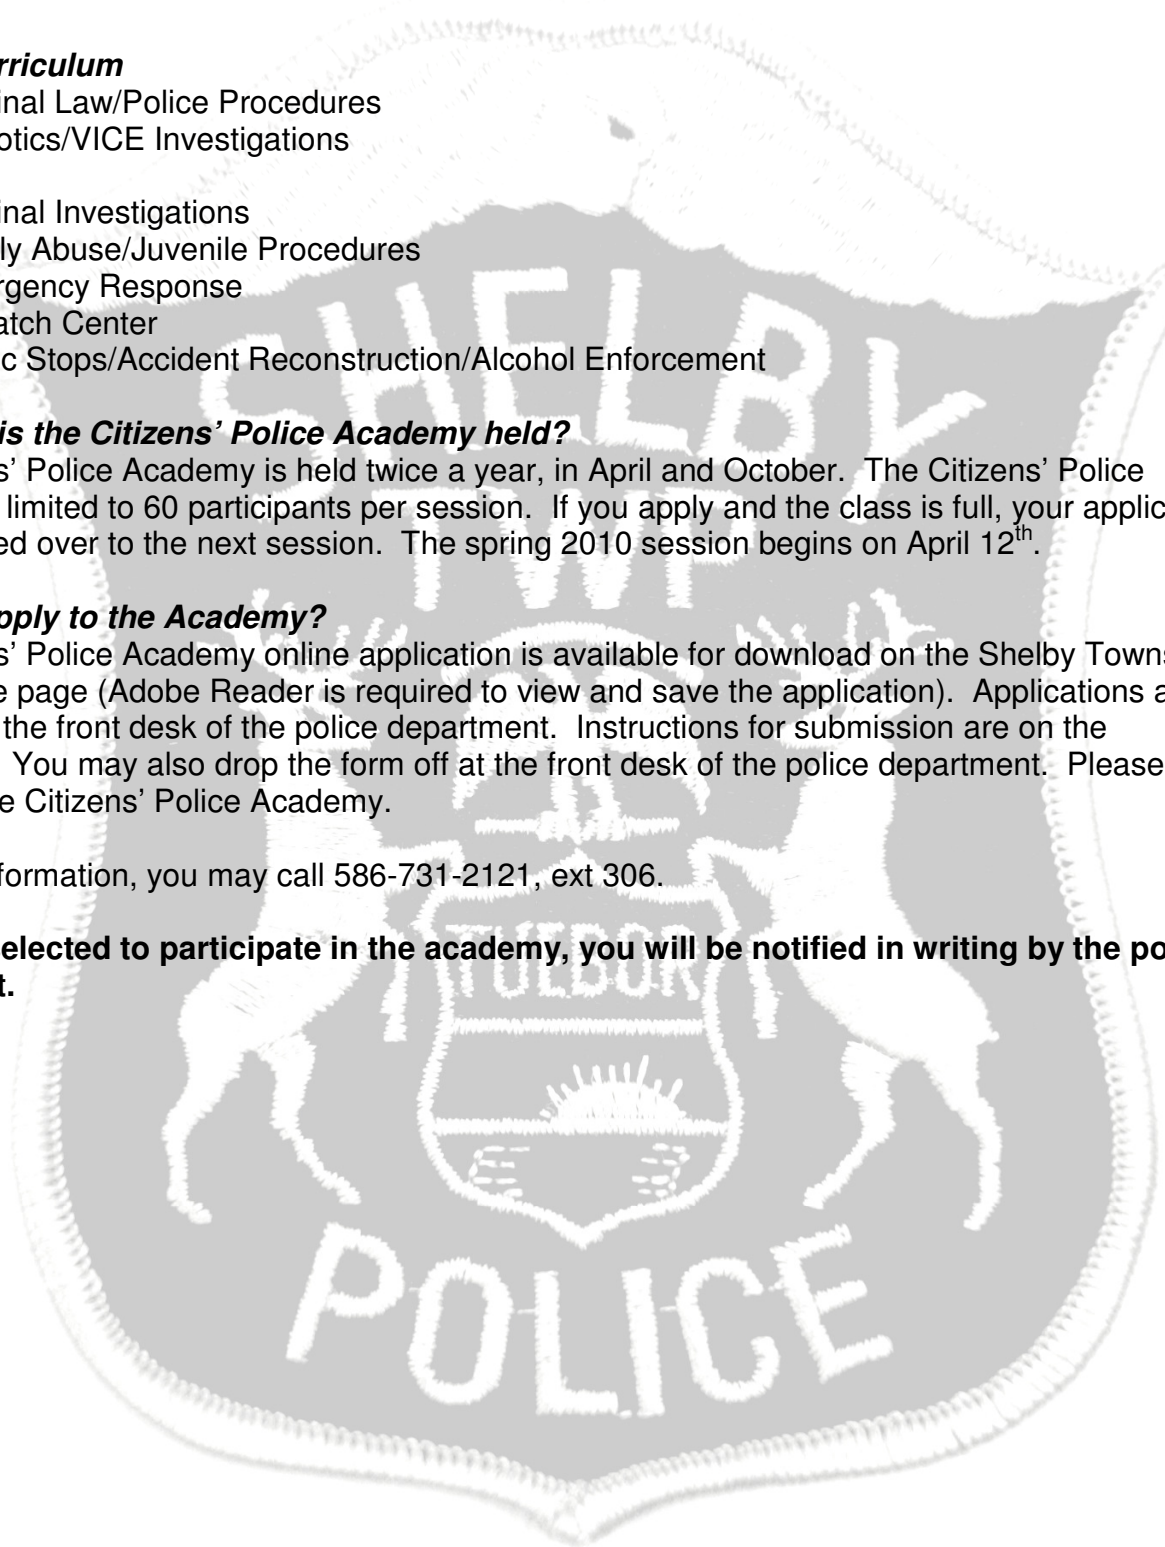 rriculum
inal Law/Police Procedures
otics/VICE Investigations
inal Investigations
ly Abuse/Juvenile Procedures
rgency Response
atch Center
c Stops/Accident Reconstruction/Alcohol Enforcement
is the Citizens’ Police Academy held?
s’ Police Academy is held twice a year, in April and October. The Citizens’ Police
limited to 60 participants per session. If you apply and the class is full, your applic
ed over to the next session. The spring 2010 session begins on April 12th.
pply to the Academy?
s’ Police Academy online application is available for download on the Shelby Towns
e page (Adobe Reader is required to view and save the application). Applications a
the front desk of the police department. Instructions for submission are on the
You may also drop the form off at the front desk of the police department. Please
e Citizens’ Police Academy.
formation, you may call 586-731-2121, ext 306.
elected to participate in the academy, you will be notified in writing by the po
t.
SHELBY
TWP
TUEBOR
POLICE